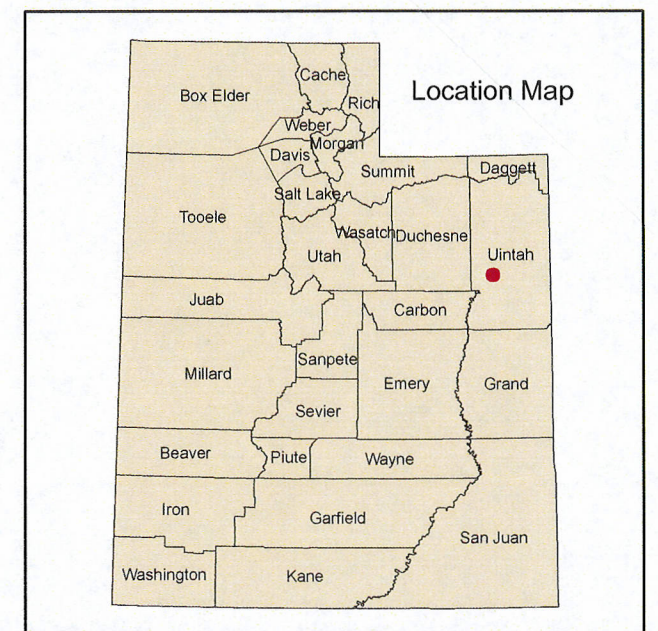 Location Map
Cache
Box Elder
Rich
Weber
Morgan
Davis
Summit
Daggett
Salt Lake
Tooele
Wasatch
Duchesne
Utah
Uintah
Juab
Carbon
Sanpete
Millard
Emery
Grand
Sevier
Beaver
Piute
Wayne
Iron
Garfield
San Juan
Washington
Kane